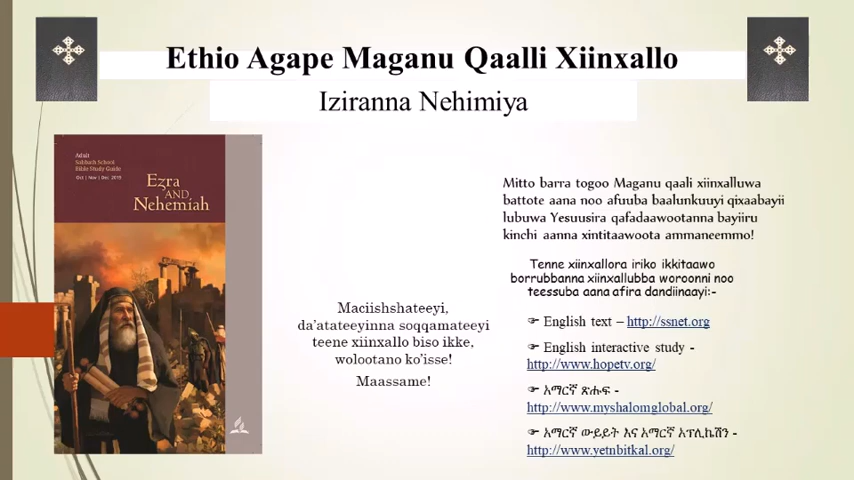 Ethio Agape Maganu Qaalli Xiinxallo
Iziranna Nehimiya
Adult
Sabbath School
Bible Study Guide
Oct | Nov | Dec 2019
Ezra
AND
Nehemiah
Maciishshateeyi,
da'atateeyinna soqqamateeyi
teene xiinxallo biso ikke,
wolootano ko'isse!
Maassame!
Mitto barra togoo Maganu qaali xiinxalluwa
battote aana noo afuuba baalunkuuyi qixaabayii
lubuwa Yesuusira qafadaawootanna bayiiru
kinchi aanna xintitaawoota ammaneemmo!
Tenne xiinxallora iriko ikkitaawo
borrubbanna xiinxallubba woroonni noo
teessuba aana afira dandiinaayi:-
☞ English text – http://ssnet.org
☞ English interactive study -
http://www.hopetv.org/
☞ አማርኛ ጽሑፍ -
http://www.myshalomglobal.org/
☞ አማርኛ ውይይት እና አማርኛ አፕሊኬሽን -
http://www.yetnbitkal.org/